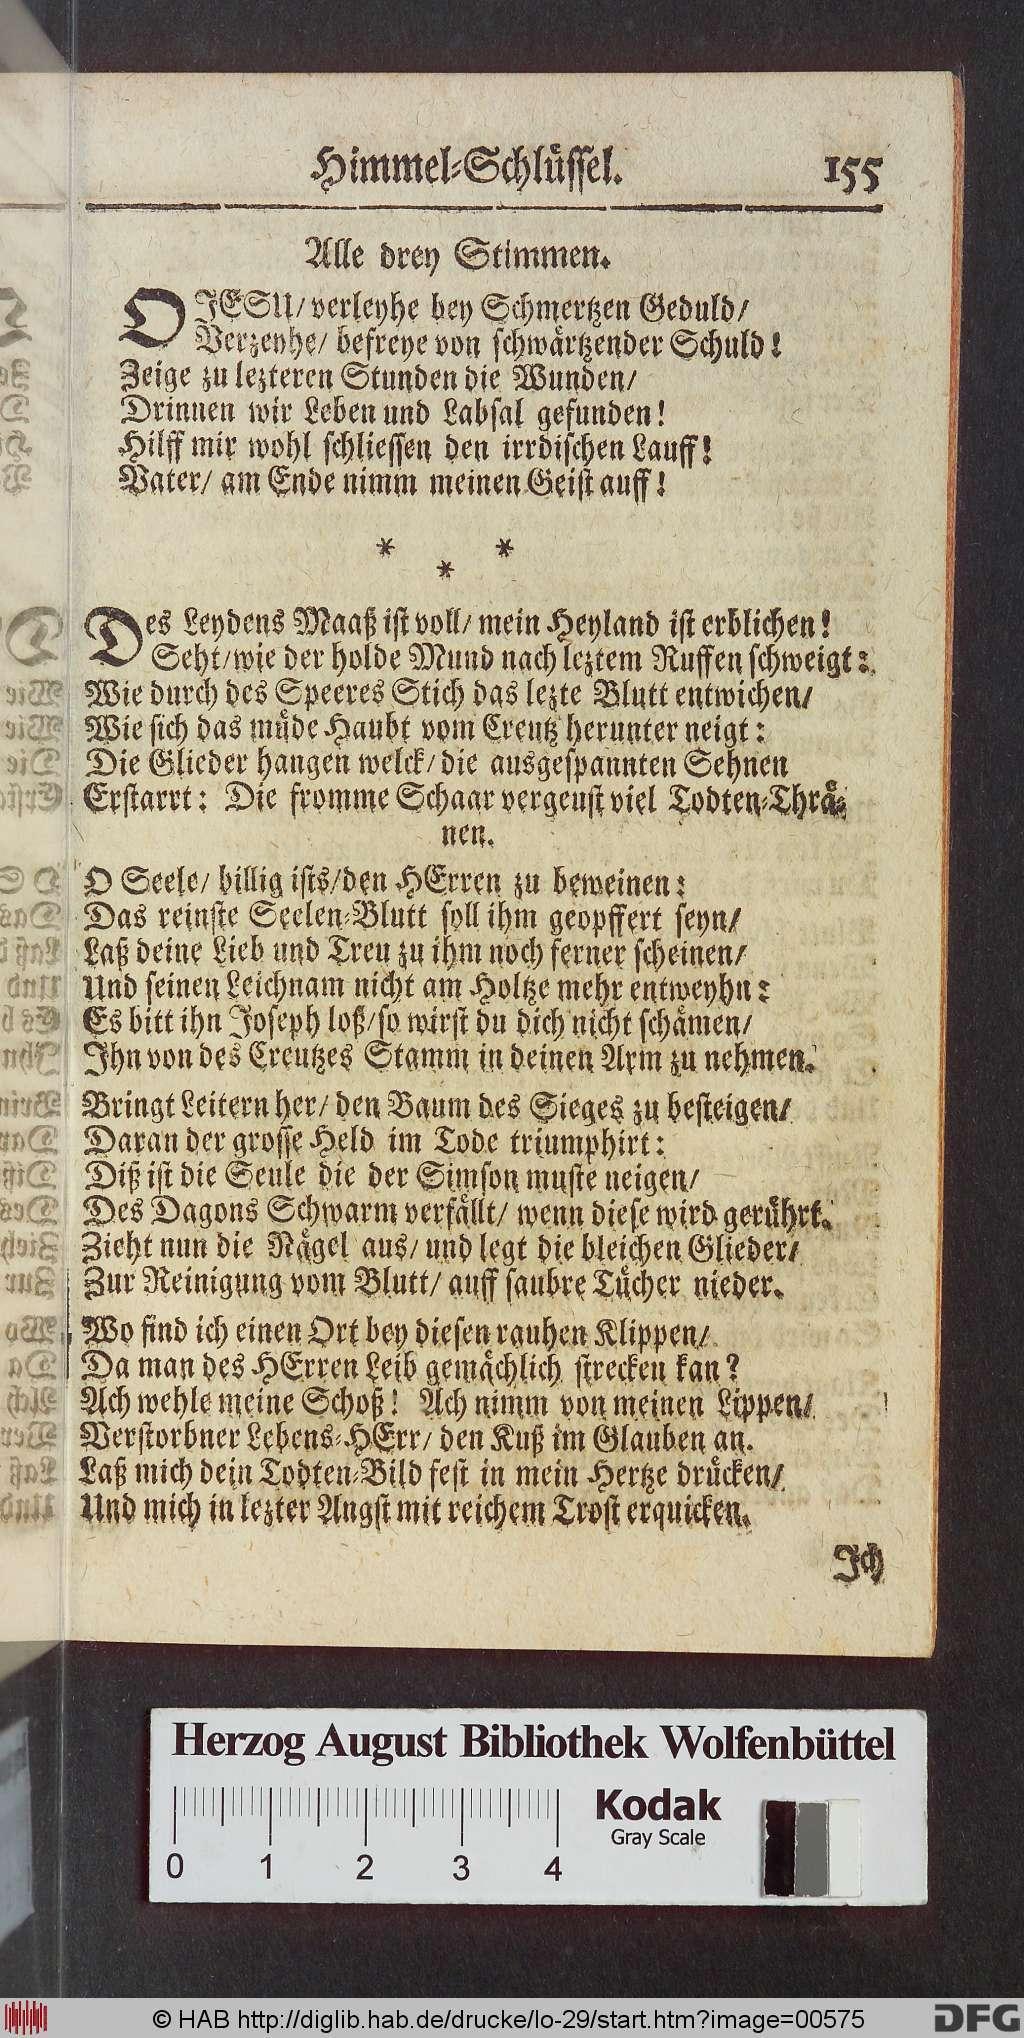 Himmel-Schlüssel. 155
Alle drey Stimmen.
O JESU/ verleyhe bey Schmertzen Geduld/
Verzeyhe/ befreye von schwärtzender Schuld!
Zeige zu lezteren Stunden die Wunden/
Drinnen wir Leben und Labsal gefunden!
Hilff mir wohl schliessen den irrdischen Lauff!
Vater/ am Ende nimm meinen Geist auff!
* * *
Des Leydens Maaß ist voll/ mein Heyland ist erblichen!
Seht/ wie der holde Mund nach leztem Ruffen schweigt:
Wie durch des Speeres Stich das lezte Blutt entwichen/
Wie sich das müde Haubt vom Creutz herunter neigt:
Die Glieder hangen welck/ die ausgespannten Sehnen
Erstarrt: Die fromme Schaar vergeust viel Todten-Thrä-
nen.
O Seele/ billig ists/ den HErren zu beweinen:
Das reinste Seelen-Blutt soll ihm geopffert seyn/
Laß deine Lieb und Treu zu ihm noch ferner scheinen/
Und seinen Leichnam nicht am Holtze mehr entweyhn:
Es bitt ihn Joseph loß/ so wirst du dich nicht schämen/
Ihn von des Creutzes Stamm in deinen Arm zu nehmen.
Bringt Leitern her/ den Baum des Sieges zu besteigen/
Daran der grosse Held im Tode triumphirt:
Diß ist die Seule die der Simson muste neigen/
Des Dagons Schwarm verfällt/ wenn diese wird gerührt.
Zieht nun die Nägel aus/ und legt die bleichen Glieder/
Zur Reinigung vom Blutt/ auff saubre Tücher nieder.
Wo find ich einen Ort bey diesen rauhen Klippen/
Da man des HErren Leib gemächlich strecken kan?
Ach wehle meine Schoß! Ach nimm von meinen Lippen/
Verstorbner Lebens-HErr/ den Kuß im Glauben an.
Laß mich dein Todten-Bild fest in mein Hertze drücken/
Und mich in lezter Angst mit reichem Trost erquicken.
Ich
Herzog August Bibliothek Wolfenbüttel
Kodak
Gray Scale
0 1 2 3 4
© HAB http://diglib.hab.de/drucke/lo-29/start.htm?image=00575
DFG